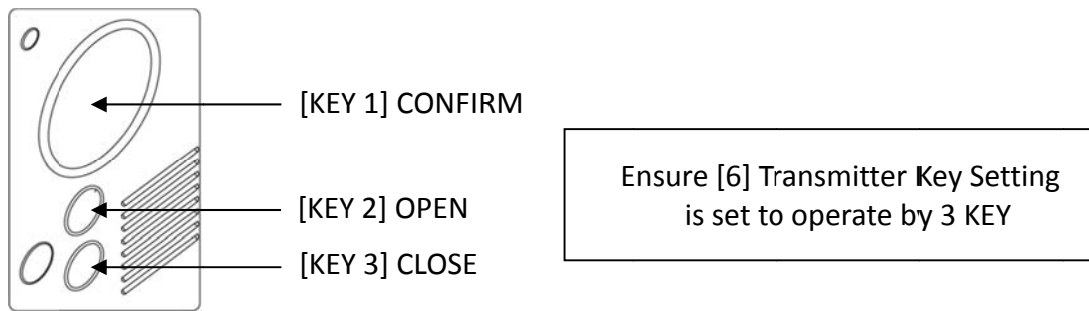 [KEY 1] CONFIRM
[KEY 2] OPEN
[KEY 3] CLOSE
Ensure [6] Transmitter Key Setting
is set to operate by 3 KEY